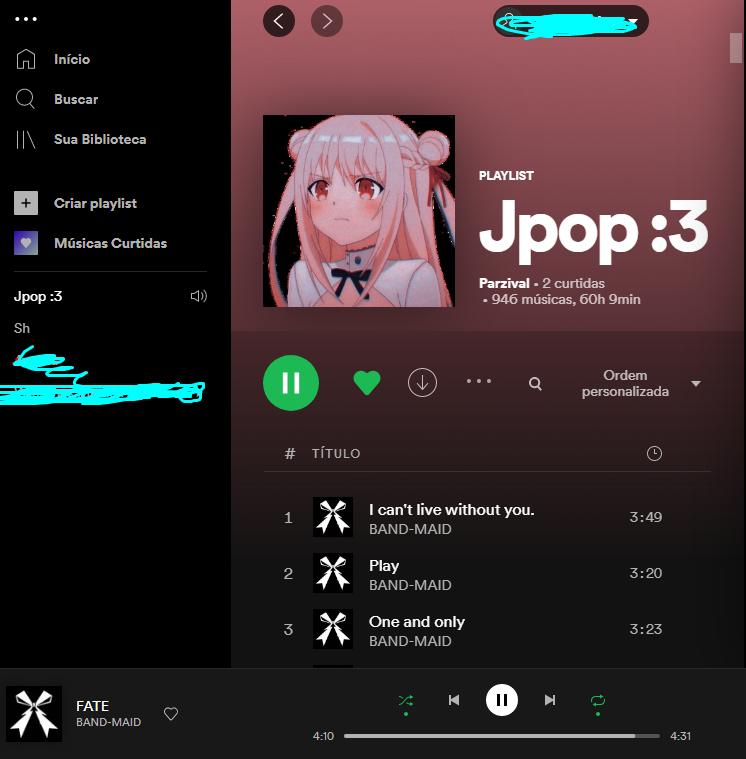 Início
Buscar
Sua Biblioteca
Criar playlist
Músicas Curtidas
Jpop :3
Sh
PLAYLIST
Jpop :3
Parzival • 2 curtidas
• 946 músicas, 60h 9min
Ordem
personalizada
# TÍTULO
1 I can't live without you. 3:49
BAND-MAID
2 Play 3:20
BAND-MAID
3 One and only 3:23
BAND-MAID
FATE
BAND-MAID
4:10 4:31